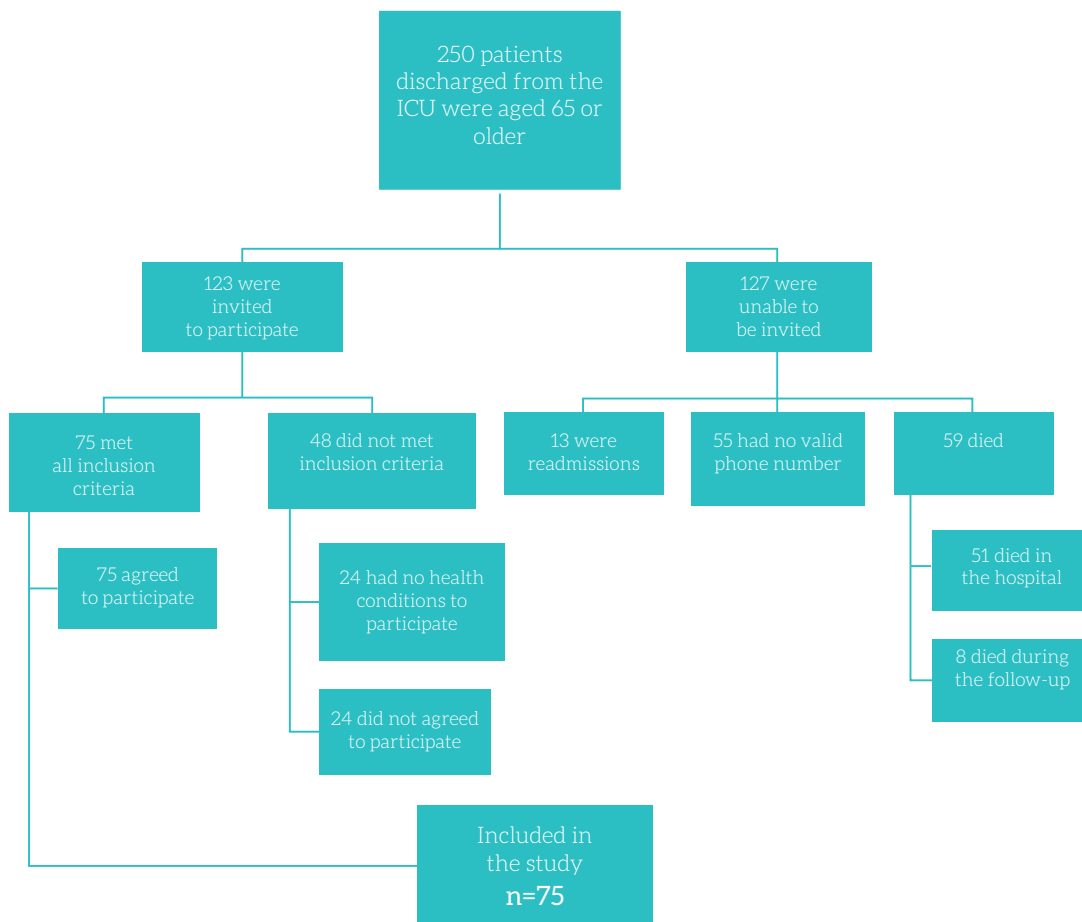 250 patients
discharged from the
ICU were aged 65 or
older
123 were
invited
to participate
127 were
unable to
be invited
75 met
all inclusion
criteria
48 did not met
inclusion criteria
13 were
readmissions
55 had no valid
phone number
59 died
75 agreed
to participate
24 had no health
conditions to
participate
51 died in
the hospital
8 died during
the follow-up
24 did not agreed
to participate
Included in
the study
n=75